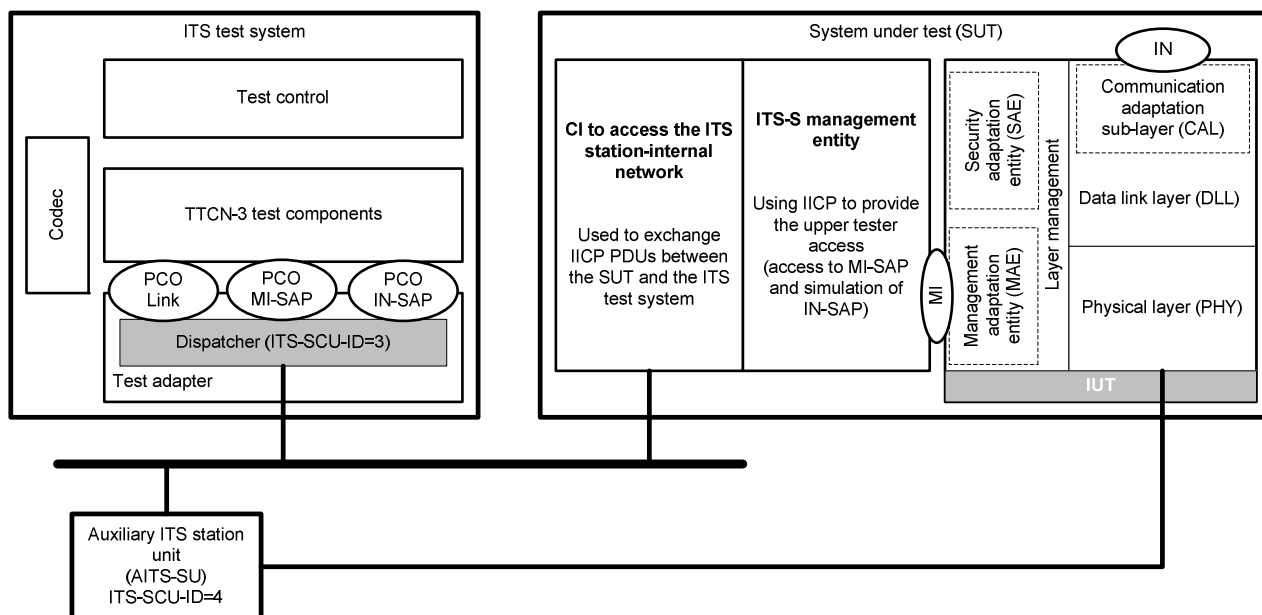 ITS test system
Test control
Codec
TTCN-3 test components
PCO
Link
PCO
MI-SAP
PCO
IN-SAP
Dispatcher (ITS-SCU-ID=3)
Test adapter
System under test (SUT)
CI to access the ITS
station-internal
network
Used to exchange
IICP PDUs between
the SUT and the ITS
test system
ITS-S management
entity
Using IICP to provide
the upper tester
access
(access to MI-SAP
and simulation of
IN-SAP)
MI
IN
Security
adaptation
entity (SAE)
Management
adaptation
entity (MAE)
Layer management
Communication
adaptation
sub-layer (CAL)
Data link layer (DLL)
Physical layer (PHY)
IUT
Auxiliary ITS station
unit
(AITS-SU)
ITS-SCU-ID=4